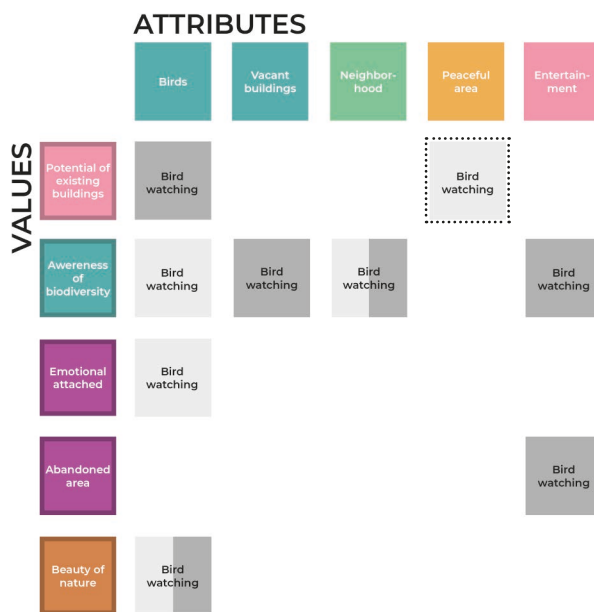 ATTRIBUTES
Birds
Vacant
buildings
Neighbor-
hood
Peaceful
area
Entertain-
ment
VALUES
Potential of
existing
buildings
Bird
watching
Bird
watching
Awereness
of
biodiversity
Bird
watching
Bird
watching
Bird
watching
Bird
watching
Emotional
attached
Bird
watching
Abandoned
area
Bird
watching
Beauty of
nature
Bird
watching